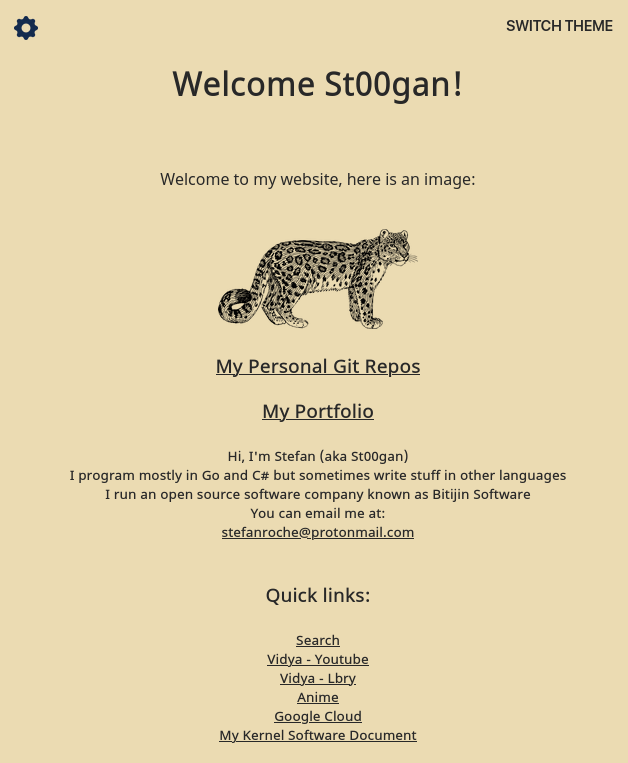 SWITCH THEME
Welcome St00gan!
Welcome to my website, here is an image:
My Personal Git Repos
My Portfolio
Hi, I'm Stefan (aka St00gan)
I program mostly in Go and C# but sometimes write stuff in other languages
I run an open source software company known as Bitijin Software
You can email me at:
stefanroche@protonmail.com
Quick links:
Search
Vidya - Youtube
Vidya - Lbry
Anime
Google Cloud
My Kernel Software Document